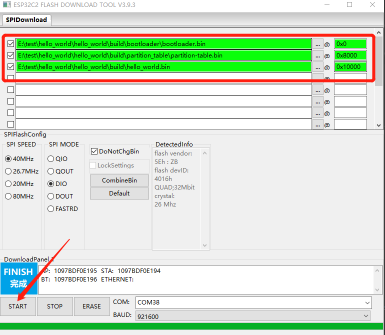 ESP32C2 FLASH DOWNLOAD TOOL V3.9.3
SPIDownload
E:\test\hello_world\hello_world\build\bootloader\bootloader.bin ... @ 0x0
E:\test\hello_world\hello_world\build\partition_table\partition-table.bin ... @ 0x8000
E:\test\hello_world\hello_world\build\hello_world.bin ... @ 0x10000
... @
... @
... @
... @
... @
SPIFlashConfig
SPI SPEED
40MHz
26.7MHz
20MHz
80MHz
SPI MODE
QIO
QOUT
DIO
DOUT
FASTRD
DoNotChgBin
LockSettings
CombineBin
Default
DetectedInfo
flash vendor:
5Eh : ZB
flash devID:
4016h
QUAD;32Mbit
crystal:
26 Mhz
DownloadPanel
FINISH
完成
AP: 1097BDF0E195 STA: 1097BDF0E194
BT: 1097BDF0E196 ETHERNET:
START
STOP
ERASE
COM: COM38
BAUD: 921600